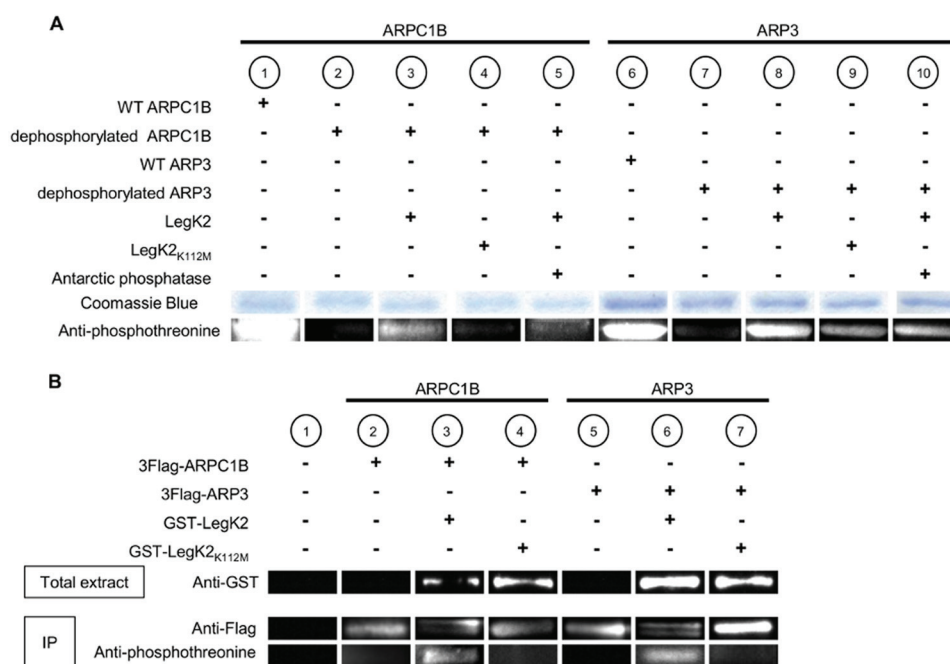 A
ARPC1B ARP3
1 2 3 4 5 6 7 8 9 10
WT ARPC1B + - - - - - - - - -
dephosphorylated ARPC1B - + + + + - - - - -
WT ARP3 - - - - - + - - - -
dephosphorylated ARP3 - - - - - - + + + +
LegK2 - - + - + - - + - +
LegK2K112M - - - + - - - - + -
Antarctic phosphatase - - - - + - - - - +
Coomassie Blue
Anti-phosphothreonine
B
ARPC1B ARP3
1 2 3 4 5 6 7
3Flag-ARPC1B - + + + - - -
3Flag-ARP3 - - - - + + +
GST-LegK2 - - + - - + -
GST-LegK2K112M - - - + - - +
Total extract Anti-GST
IP Anti-Flag
Anti-phosphothreonine